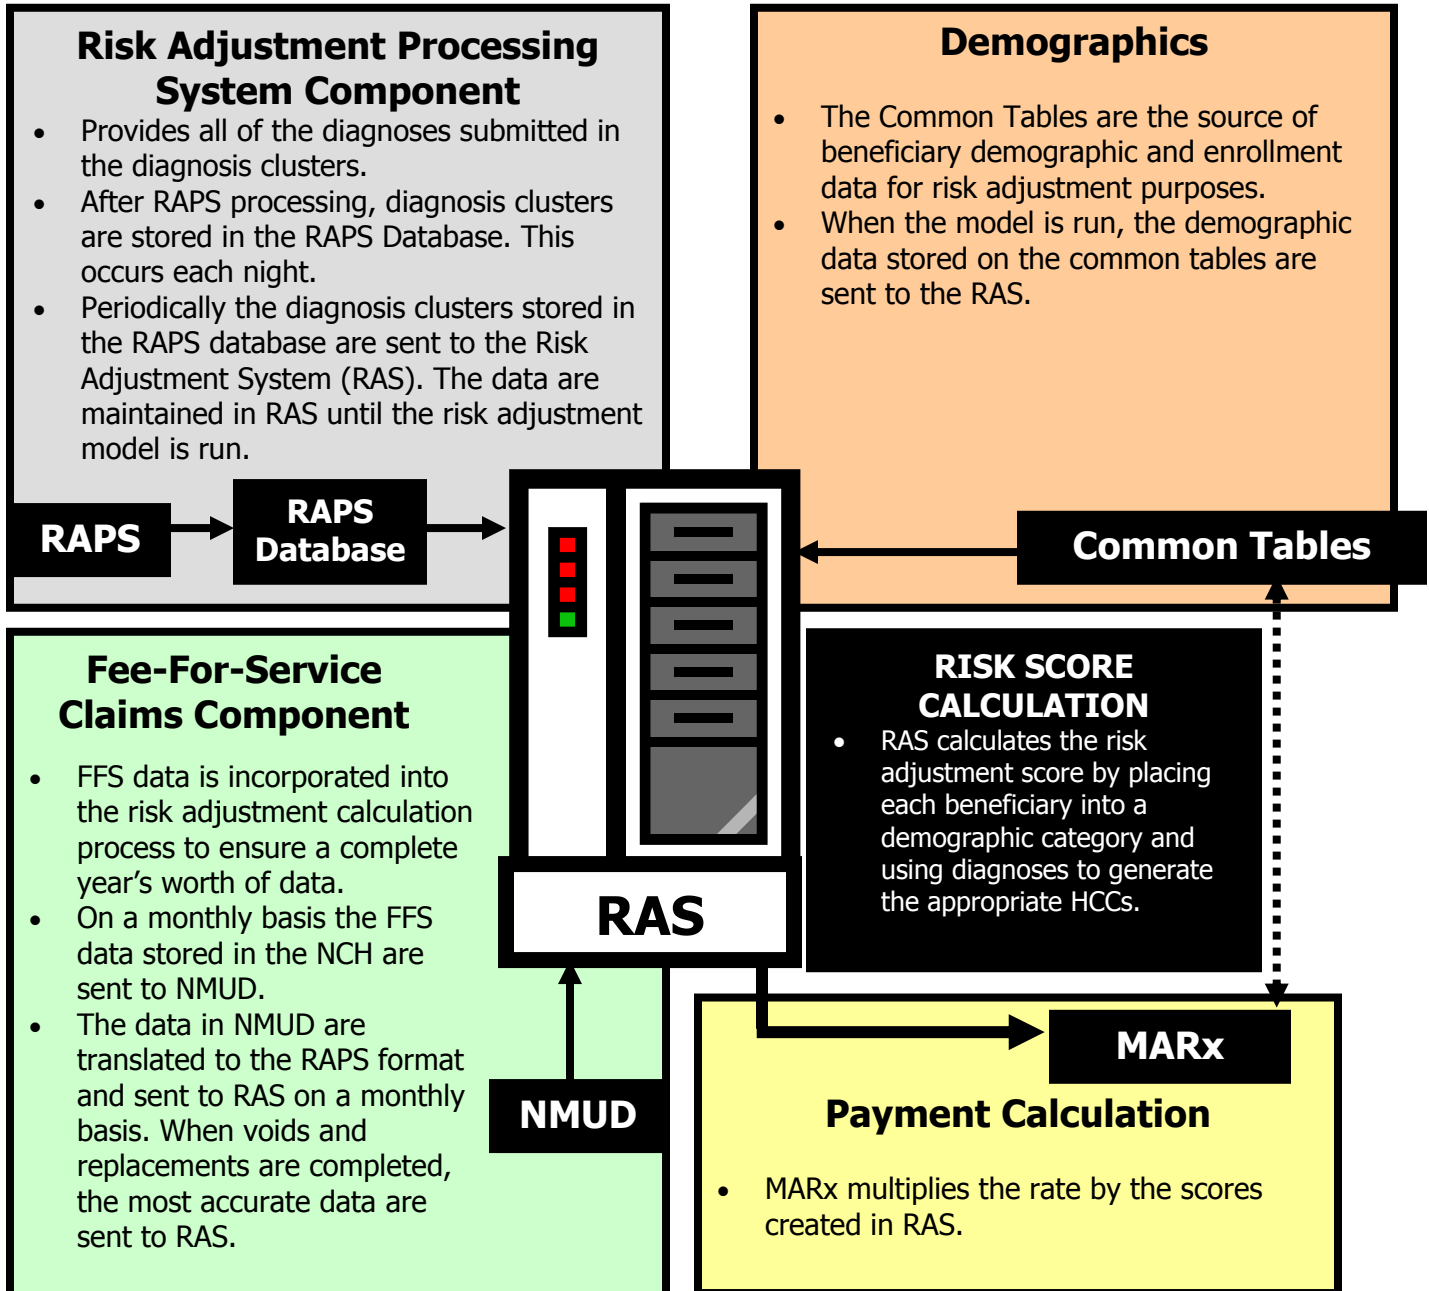 Risk Adjustment Processing
System Component
• Provides all of the diagnoses submitted in
the diagnosis clusters.
• After RAPS processing, diagnosis clusters
are stored in the RAPS Database. This
occurs each night.
• Periodically the diagnosis clusters stored in
the RAPS database are sent to the Risk
Adjustment System (RAS). The data are
maintained in RAS until the risk adjustment
model is run.
RAPS
RAPS
Database
Demographics
• The Common Tables are the source of
beneficiary demographic and enrollment
data for risk adjustment purposes.
• When the model is run, the demographic
data stored on the common tables are
sent to the RAS.
Common Tables
Fee-For-Service
Claims Component
• FFS data is incorporated into
the risk adjustment calculation
process to ensure a complete
year’s worth of data.
• On a monthly basis the FFS
data stored in the NCH are
sent to NMUD.
• The data in NMUD are
translated to the RAPS format
and sent to RAS on a monthly
basis. When voids and
replacements are completed,
the most accurate data are
sent to RAS.
NMUD
RAS
RISK SCORE
CALCULATION
• RAS calculates the risk
adjustment score by placing
each beneficiary into a
demographic category and
using diagnoses to generate
the appropriate HCCs.
MARx
Payment Calculation
• MARx multiplies the rate by the scores
created in RAS.